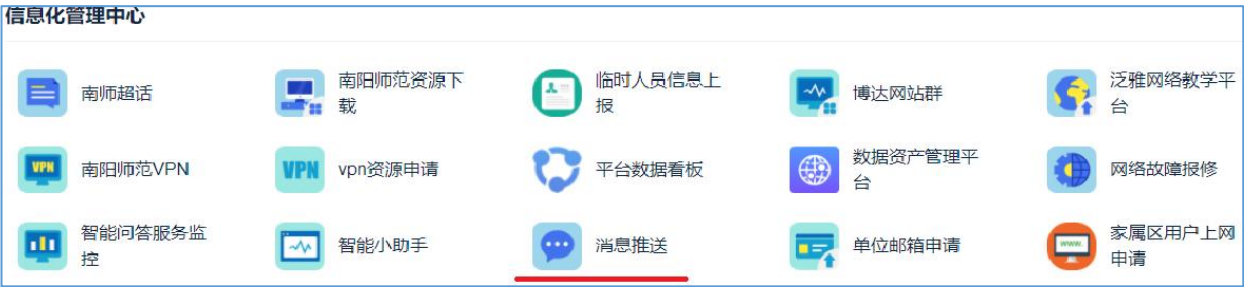 信息化管理中心
南师超话
南阳师范资源下
载
临时人员信息上
报
博达网站群
泛雅网络教学平
台
VPN
南阳师范VPN
VPN
vpn资源申请
平台数据看板
数据资产管理平
台
网络故障报修
智能问答服务监
控
智能小助手
消息推送
单位邮箱申请
www.
家属区用户上网
申请